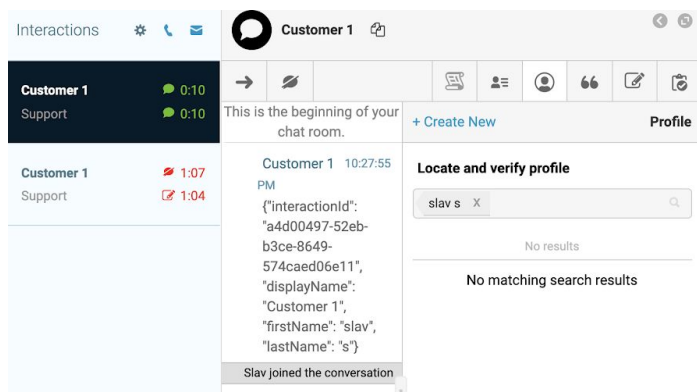 Interactions
Customer 1 0:10
Support 0:10
Customer 1 1:07
Support 1:04
Customer 1
This is the beginning of your
chat room.
Customer 1 10:27:55
PM
{"interactionId":
"a4d00497-52eb-
b3ce-8649-
574caed06e11",
"displayName":
"Customer 1",
"firstName": "slav",
"lastName": "s"}
Slav joined the conversation
+ Create New
Profile
Locate and verify profile
slav s X
No results
No matching search results